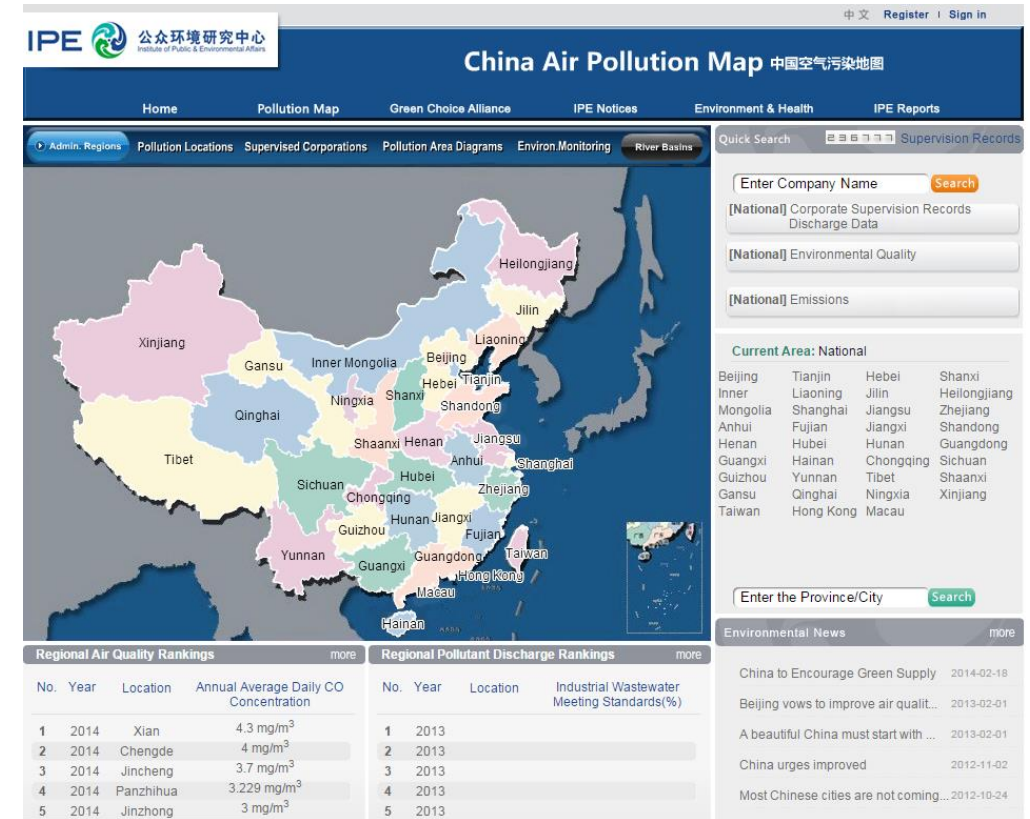 中文 Register | Sign in
IPE 公众环境研究中心
Institute of Public & Environmental Affairs
China Air Pollution Map 中国空气污染地图
Home Pollution Map Green Choice Alliance IPE Notices Environment & Health IPE Reports
Admin. Regions Pollution Locations Supervised Corporations Pollution Area Diagrams Environ.Monitoring River Basins
Heilongjiang
Jilin
Xinjiang
Liaoning
Gansu
Inner Mongolia
Beijing
Hebei
Tianjin
Ningxia
Shanxi
Qinghai
Shandong
Shaanxi
Henan
Jiangsu
Tibet
Anhui
Shanghai
Sichuan
Hubei
Chongqing
Zhejiang
Hunan
Jiangxi
Guizhou
Fujian
Yunnan
Guangxi
Guangdong
Taiwan
Hong Kong
Macau
Hainan
Quick Search 236777 Supervision Records
Enter Company Name Search
[National] Corporate Supervision Records
Discharge Data
[National] Environmental Quality
[National] Emissions
Current Area: National
Beijing Tianjin Hebei Shanxi
Inner Liaoning Jilin Heilongjiang
Mongolia Shanghai Jiangsu Zhejiang
Anhui Fujian Jiangxi Shandong
Henan Hubei Hunan Guangdong
Guangxi Hainan Chongqing Sichuan
Guizhou Yunnan Tibet Shaanxi
Gansu Qinghai Ningxia Xinjiang
Taiwan Hong Kong Macau
Enter the Province/City Search
Regional Air Quality Rankings more
No. Year Location Annual Average Daily CO
Concentration
1 2014 Xian 4.3 mg/m³
2 2014 Chengde 4 mg/m³
3 2014 Jincheng 3.7 mg/m³
4 2014 Panzhihua 3.229 mg/m³
5 2014 Jinzhong 3 mg/m³
Regional Pollutant Discharge Rankings more
No. Year Location Industrial Wastewater
Meeting Standards(%)
1 2013
2 2013
3 2013
4 2013
5 2013
Environmental News more
China to Encourage Green Supply 2014-02-18
Beijing vows to improve air qualit... 2013-02-01
A beautiful China must start with ... 2013-02-01
China urges improved 2012-11-02
Most Chinese cities are not coming... 2012-10-24